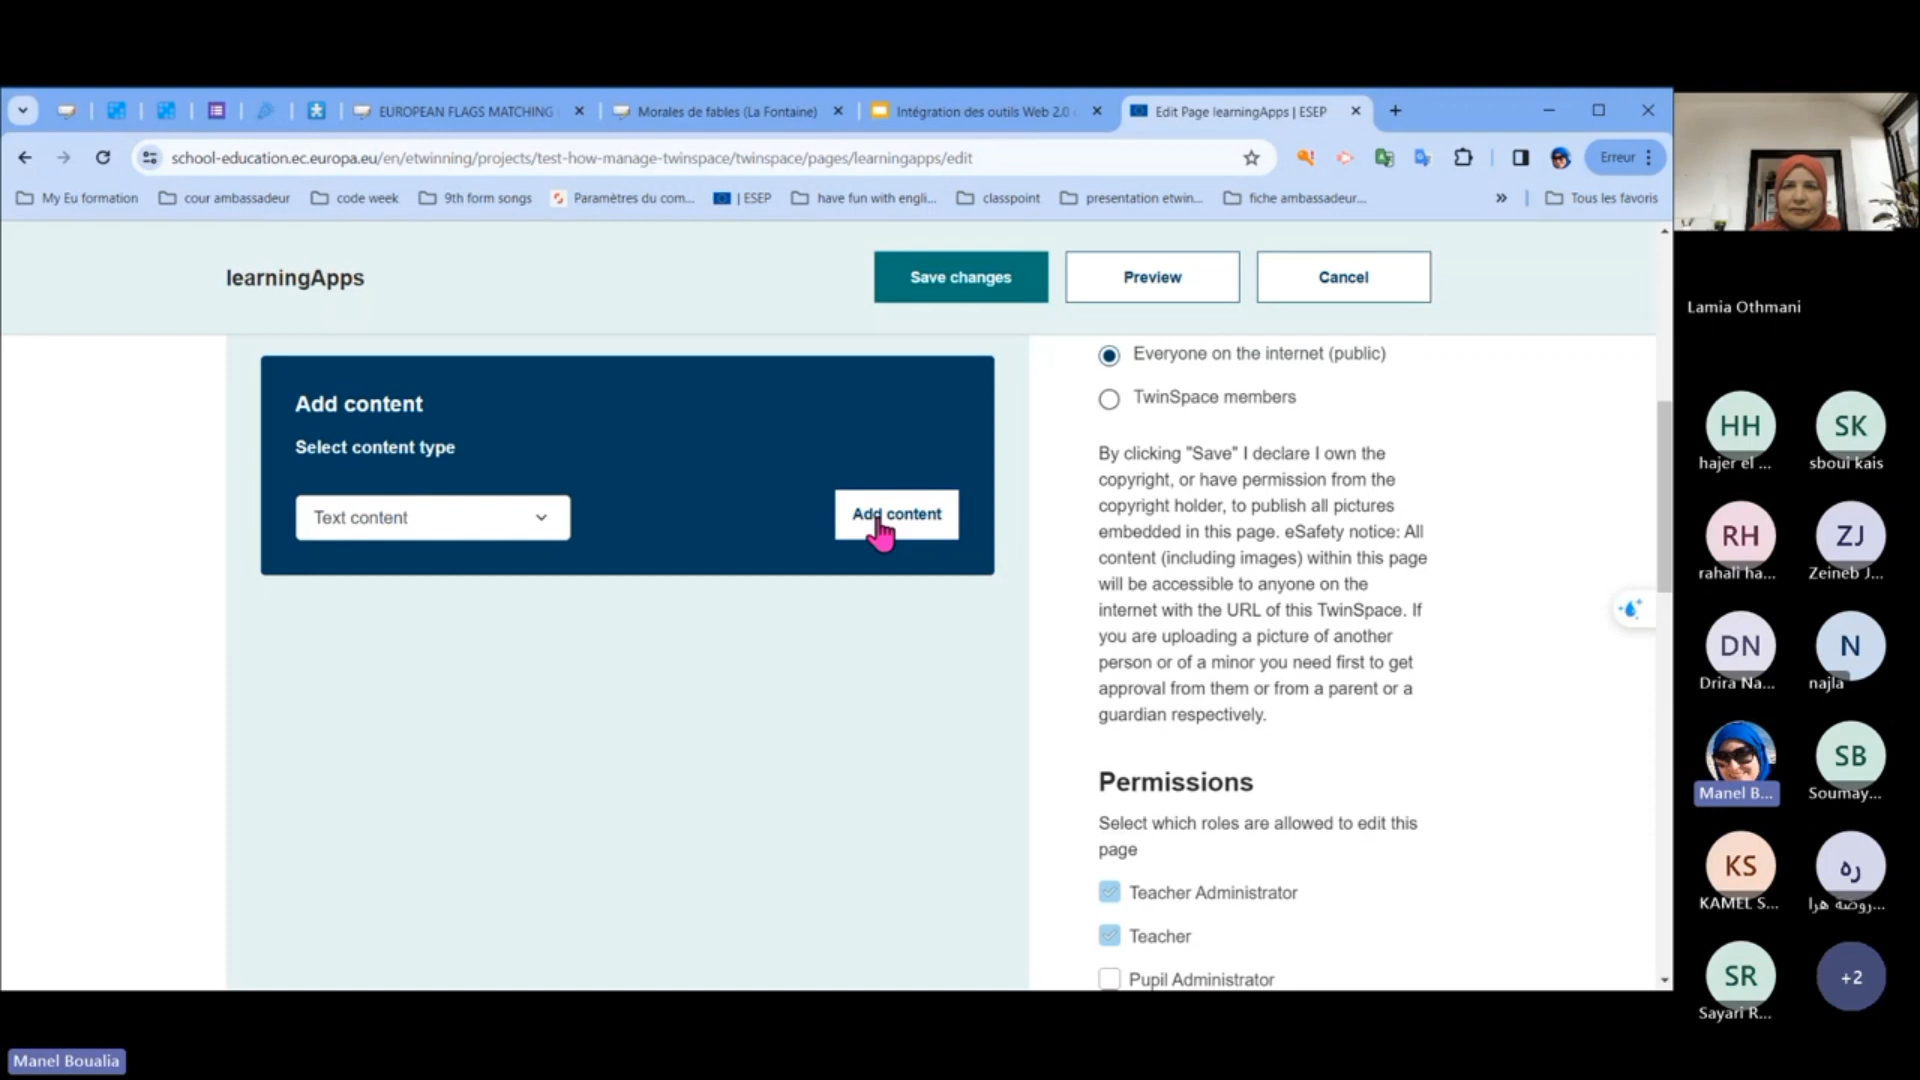 EUROPEAN FLAGS MATCHING
Morales de fables (La Fontaine)
Intégration des outils Web 2.0
Edit Page learningApps | ESEP
school-education.ec.europa.eu/en/etwinning/projects/test-how-manage-twinspace/twinspace/pages/learningapps/edit
Erreur
My Eu formation
cour ambassadeur
code week
9th form songs
Paramètres du com...
| ESEP
have fun with engli...
classpoint
presentation etwin...
fiche ambassadeur...
»
Tous les favoris
learningApps
Save changes
Preview
Cancel
Add content
Select content type
Text content
Add content
Everyone on the internet (public)
TwinSpace members
By clicking "Save" I declare I own the
copyright, or have permission from the
copyright holder, to publish all pictures
embedded in this page. eSafety notice: All
content (including images) within this page
will be accessible to anyone on the
internet with the URL of this TwinSpace. If
you are uploading a picture of another
person or of a minor you need first to get
approval from them or from a parent or a
guardian respectively.
Permissions
Select which roles are allowed to edit this
page
Teacher Administrator
Teacher
Pupil Administrator
Lamia Othmani
HH
hajer el ...
SK
sboui kais
RH
rahali ha...
ZJ
Zeineb J...
DN
Drira Na...
N
najla
Manel B...
SB
Soumay...
KS
KAMEL S...
ره
روضه هرا...
SR
Sayari R...
+2
Manel Boualia